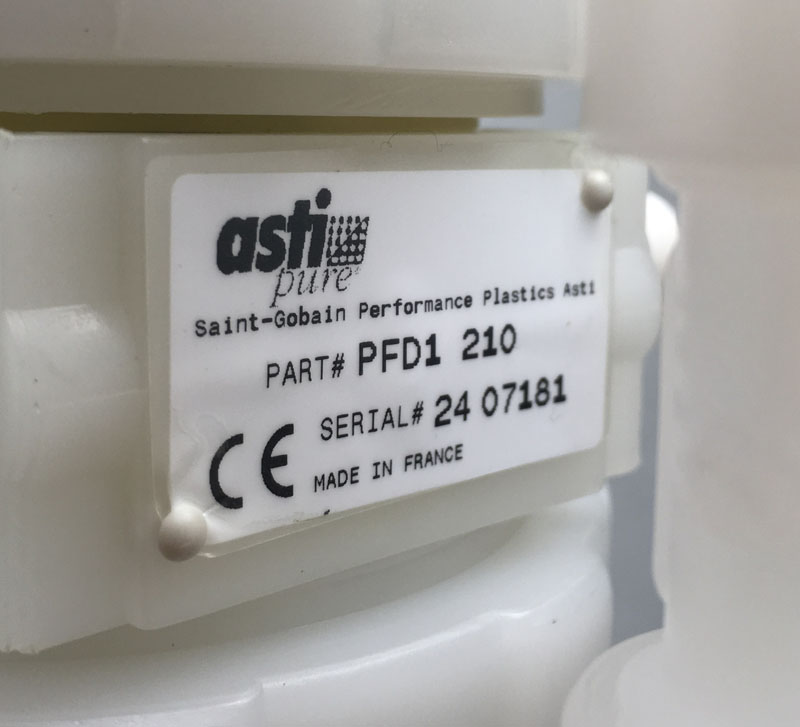 asti
pure®
Saint-Gobain Performance Plastics Asti
PART# PFD1 210
SERIAL# 24 07181
CE
MADE IN FRANCE